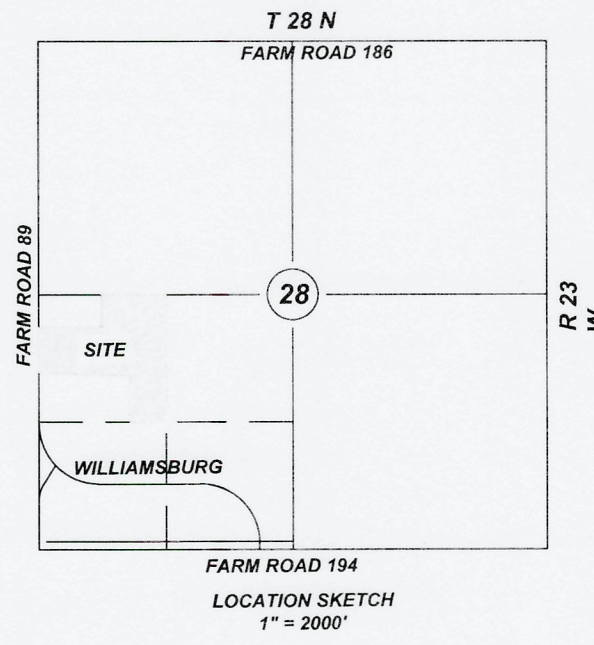 T 28 N
FARM ROAD 186
FARM ROAD 89
28
R 23
W
SITE
WILLIAMSBURG
FARM ROAD 194
LOCATION SKETCH
1" = 2000'